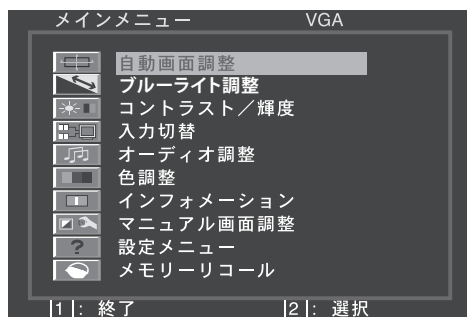 メインメニュー VGA
自動画面調整
ブルーライト調整
コントラスト／輝度
入力切替
オーディオ調整
色調整
インフォメーション
マニュアル画面調整
?
設定メニュー
メモリーリコール
[1]: 終了 [2]: 選択